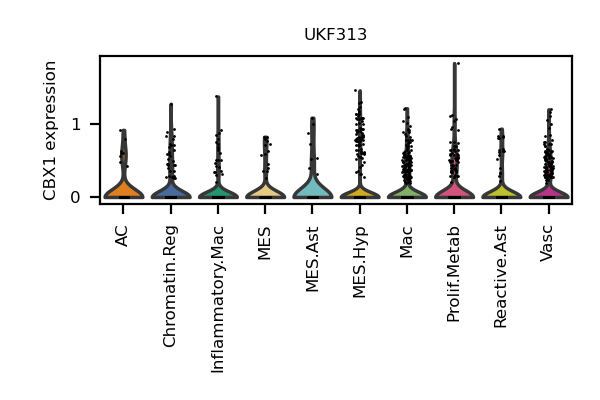 UKF313
CBX1 expression
1
0
AC
Chromatin.Reg
Inflammatory.Mac
MES
MES.Ast
MES.Hyp
Mac
Prolif.Metab
Reactive.Ast
Vasc